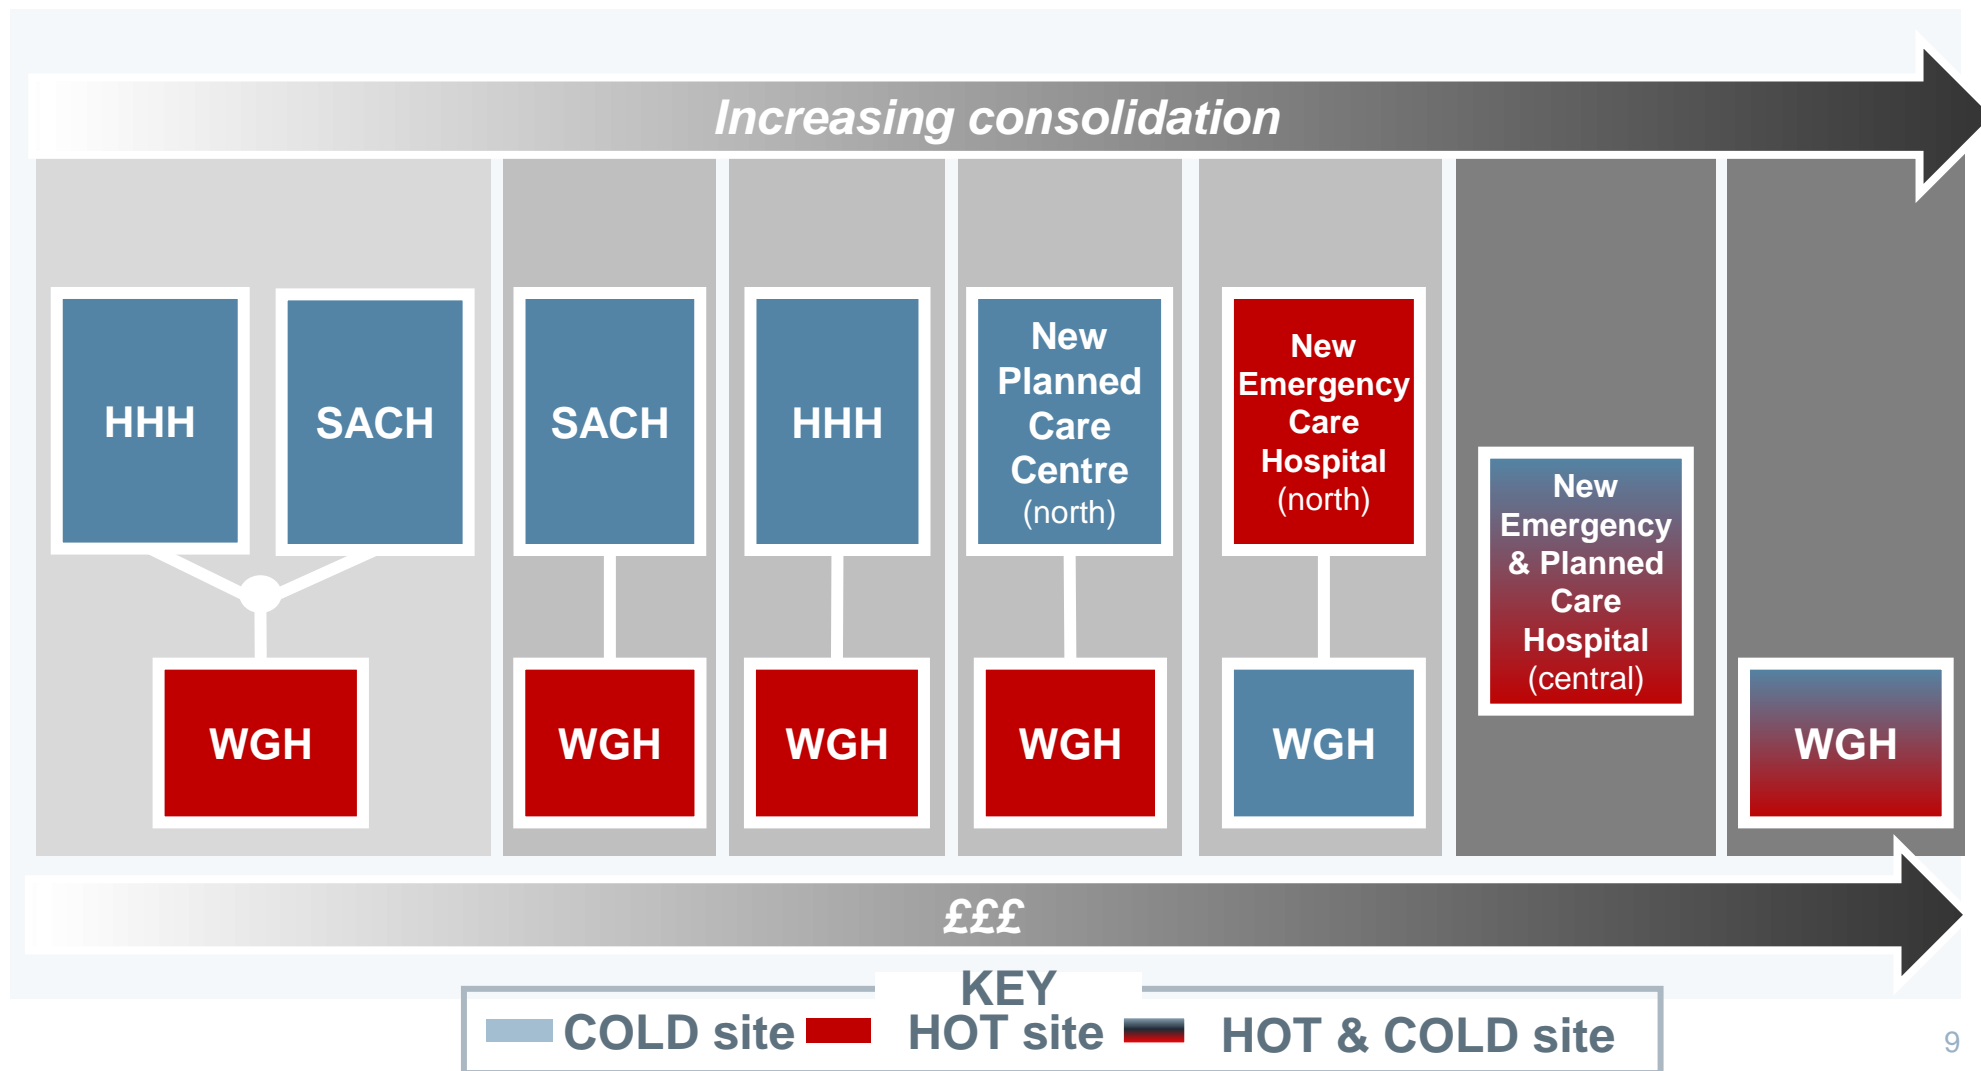 Increasing consolidation
HHH
SACH
WGH
SACH
WGH
HHH
WGH
New
Planned
Care
Centre
(north)
WGH
New
Emergency
Care
Hospital
(north)
WGH
New
Emergency
& Planned
Care
Hospital
(central)
WGH
£££
KEY
COLD site HOT site HOT & COLD site
9